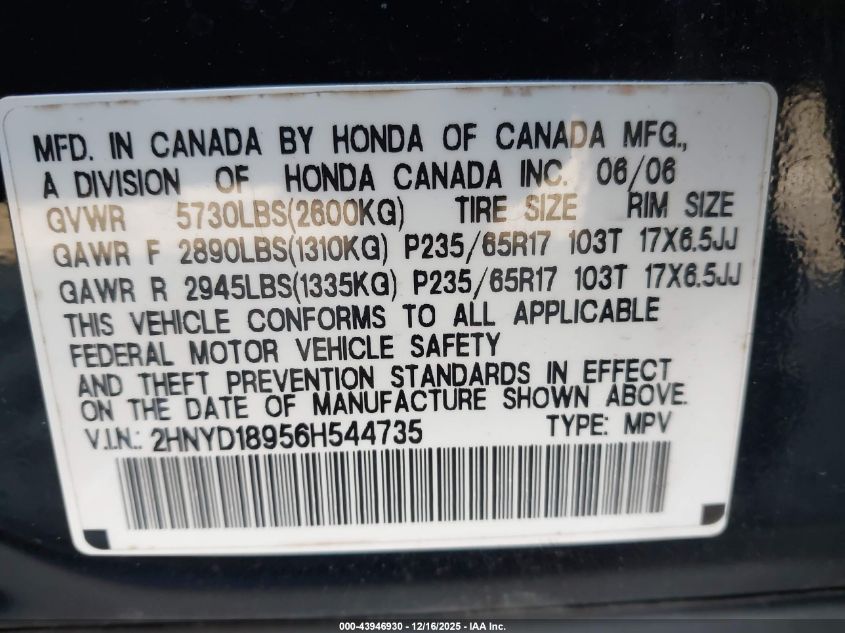 MFD. IN CANADA BY HONDA OF CANADA MFG.,
A DIVISION OF HONDA CANADA INC. 06/06
GVWR 5730LBS(2600KG) TIRE SIZE RIM SIZE
GAWR F 2890LBS(1310KG) P235/65R17 103T 17X6.5JJ
GAWR R 2945LBS(1335KG) P235/65R17 103T 17X6.5JJ
THIS VEHICLE CONFORMS TO ALL APPLICABLE
FEDERAL MOTOR VEHICLE SAFETY
AND THEFT PREVENTION STANDARDS IN EFFECT
ON THE DATE OF MANUFACTURE SHOWN ABOVE.
V.I.N.: 2HNYD18956H544735 TYPE: MPV
000-43946930 - 12/16/2025 - IAA Inc.